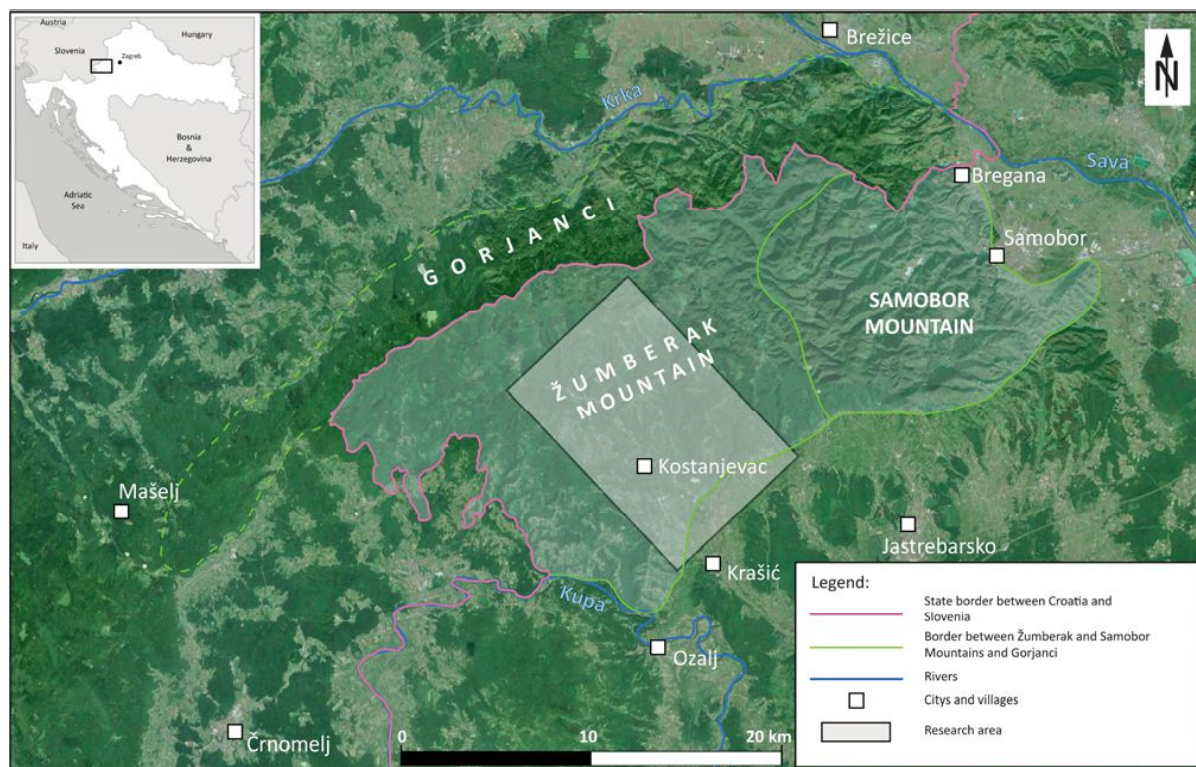 Austria
Hungary
Slovenia
Zagreb
Bosnia
&
Herzegovina
Adriatic
Sea
Italy
N
Brežice
Krka
Sava
Bregana
Samobor
GORJANCI
SAMOBOR
MOUNTAIN
ŽUMBERAK
MOUNTAIN
Kostanjevac
Mašelj
Jastrebarsko
Krašić
Kupa
Ozalj
Črnomelj
0 10 20 km
Legend:
State border between Croatia and
Slovenia
Border between Žumberak and Samobor
Mountains and Gorjanci
Rivers
Citys and villages
Research area